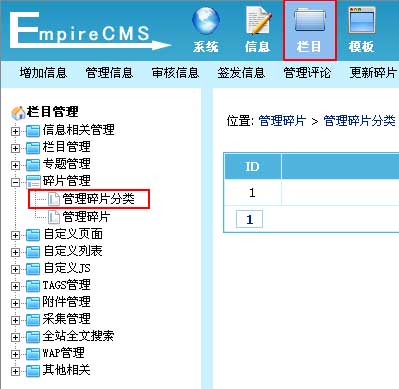 EmpireCMS
系统 信息 栏目 模板
增加信息 管理信息 审核信息 签发信息 管理评论 更新碎片
栏目管理
信息相关管理
栏目管理
专题管理
碎片管理
管理碎片分类
管理碎片
自定义页面
自定义列表
自定义JS
TAGS管理
附件管理
采集管理
全站全文搜索
WAP管理
其他相关
位置: 管理碎片 > 管理碎片分类
ID
1
1